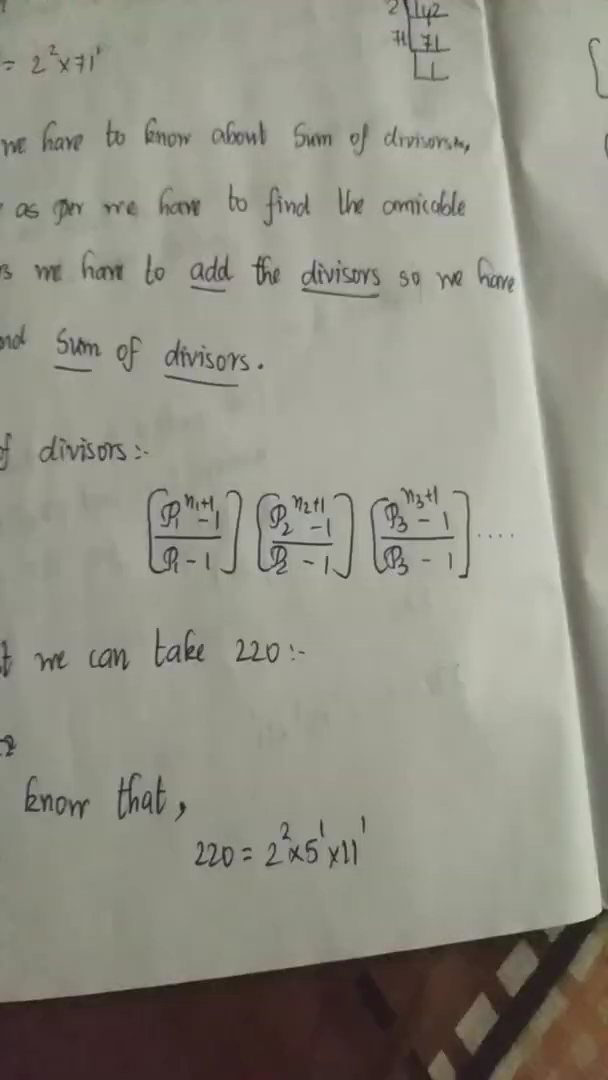 2 | 142
71 | 71
1
= 2² × 71¹
we have to know about sum of divisors,
as per we have to find the amicable
we have to add the divisors so we have
sum of divisors.
of divisors:-
[P₁^(n₁+1) - 1 / P₁ - 1] [P₂^(n₂+1) - 1 / P₂ - 1] [P₃^(n₃+1) - 1 / P₃ - 1] ....
we can take 220:-
know that,
220 = 2² × 5¹ × 11¹